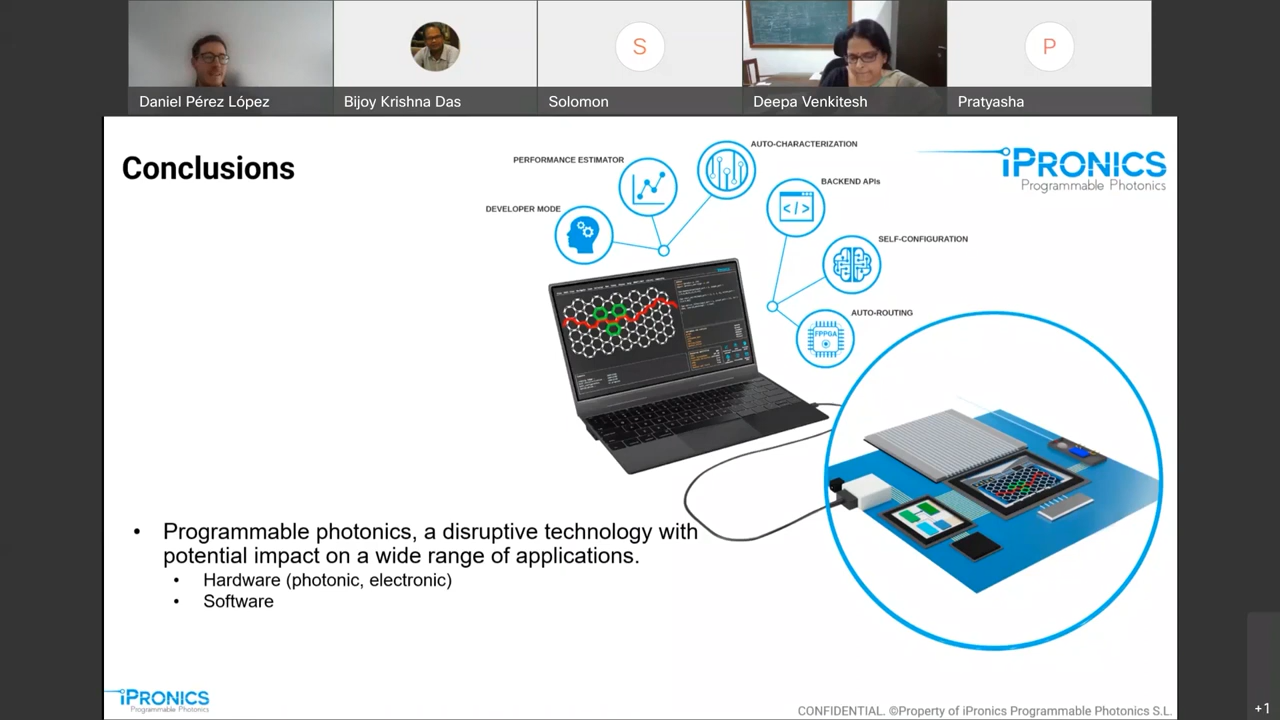 S
P
Daniel Pérez López
Bijoy Krishna Das
Solomon
Deepa Venkitesh
Pratyasha
Conclusions
PERFORMANCE ESTIMATOR
AUTO-CHARACTERIZATION
iPRONICS
Programmable Photonics
BACKEND APIs
DEVELOPER MODE
SELF-CONFIGURATION
AUTO-ROUTING
FPPGA
• Programmable photonics, a disruptive technology with
potential impact on a wide range of applications.
• Hardware (photonic, electronic)
• Software
iPRONICS
Programmable Photonics
CONFIDENTIAL. ©Property of iPronics Programmable Photonics S.L.
+1